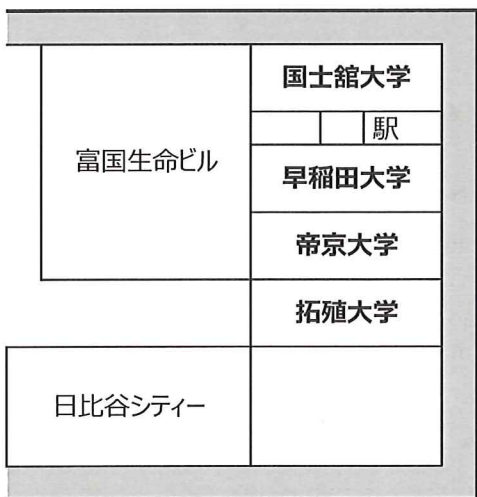 国士舘大学
駅
富国生命ビル
早稲田大学
帝京大学
拓殖大学
日比谷シティー